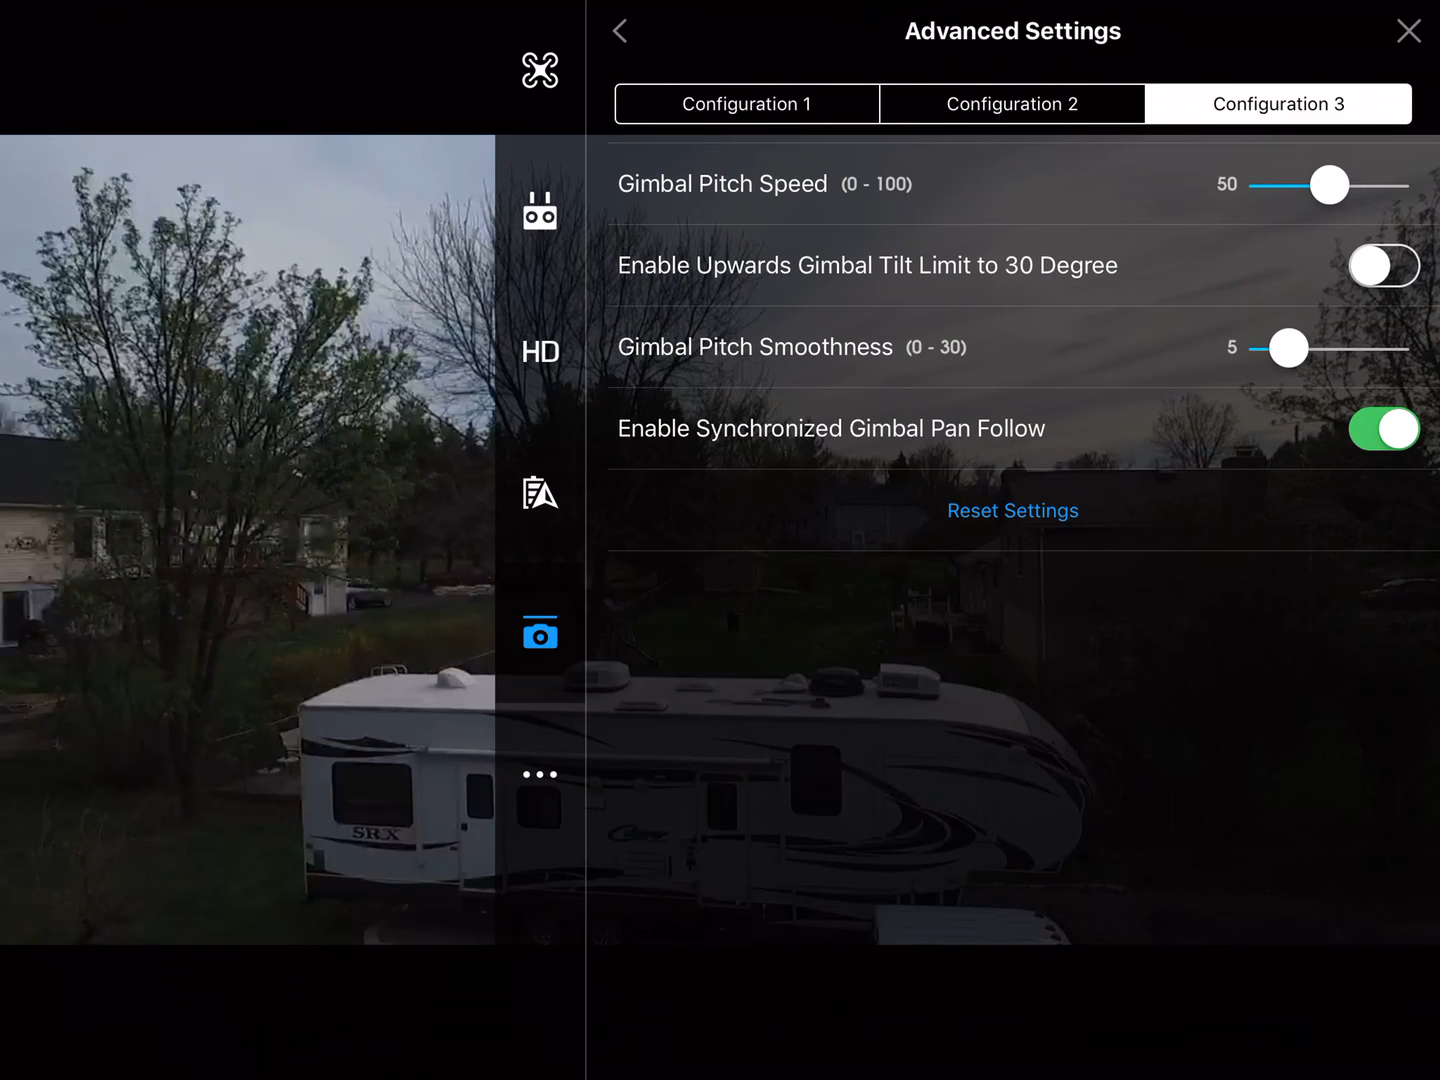 Advanced Settings
Configuration 1
Configuration 2
Configuration 3
Gimbal Pitch Speed (0 - 100) 50
Enable Upwards Gimbal Tilt Limit to 30 Degree
HD
Gimbal Pitch Smoothness (0 - 30) 5
Enable Synchronized Gimbal Pan Follow
Reset Settings
SRX